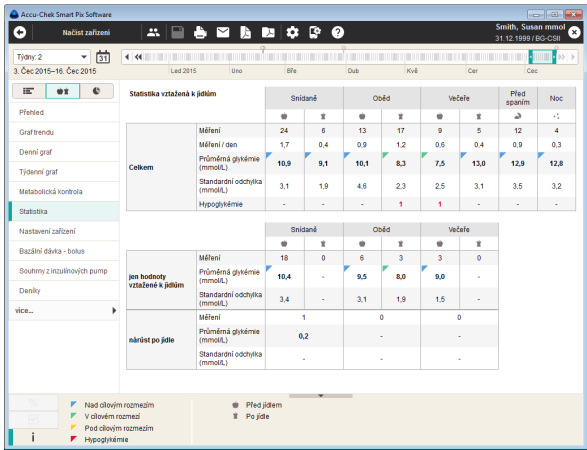 Accu-Chek Smart Pix Software
Načíst zařízení
Smith, Susan mmol
31.12.1999 / BG-CSII
Týdny: 2
31
3. Čec 2015–16. Čec 2015
Led 2015 Úno Bře Dub Kvě Čer Čec
Přehled
Graf trendu
Denní graf
Týdenní graf
Metabolická kontrola
Statistika
Nastavení zařízení
Bazální dávka - bolus
Souhrny z inzulínových pump
Deníky
více...
Statistika vztažená k jídlům
Snídaně Oběd Večeře Před spaním Noc
Celkem
Měření 24 6 13 17 9 5 12 4
Měření / den 1,7 0,4 0,9 1,2 0,6 0,4 0,9 0,3
Průměrná glykémie (mmol/L) 10,9 9,1 10,1 8,3 7,5 13,0 12,9 12,8
Standardní odchylka (mmol/L) 3,1 1,9 4,6 2,3 2,5 3,1 3,5 3,2
Hypoglykémie - - - 1 1 - - -
Snídaně Oběd Večeře
jen hodnoty vztažené k jídlům
Měření 18 0 6 3 3 0
Průměrná glykémie (mmol/L) 10,4 - 9,5 8,0 9,0 -
Standardní odchylka (mmol/L) 3,4 - 3,1 1,9 1,5 -
nárůst po jídle
Měření 1 0 0
Průměrná glykémie (mmol/L) 0,2 - -
Standardní odchylka (mmol/L) - - -
Nad cílovým rozmezím
V cílovém rozmezí
Pod cílovým rozmezím
Hypoglykémie
Před jídlem
Po jídle
i